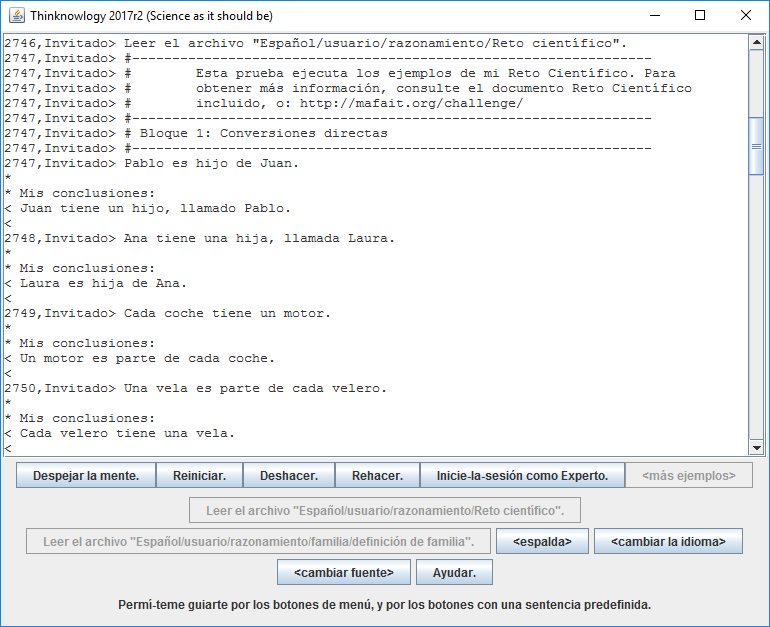 Thinknowlogy 2017r2 (Science as it should be)
2746,Invitado> Leer el archivo "Español/usuario/razonamiento/Reto científico".
2747,Invitado> #-----------------------------------------------------------------
2747,Invitado> #        Esta prueba ejecuta los ejemplos de mi Reto Científico. Para
2747,Invitado> #        obtener más información, consulte el documento Reto Científico
2747,Invitado> #        incluido, o: http://mafait.org/challenge/
2747,Invitado> #-----------------------------------------------------------------
2747,Invitado> # Bloque 1: Conversiones directas
2747,Invitado> #-----------------------------------------------------------------
2747,Invitado> Pablo es hijo de Juan.
*
* Mis conclusiones:
< Juan tiene un hijo, llamado Pablo.
<
2748,Invitado> Ana tiene una hija, llamada Laura.
*
* Mis conclusiones:
< Laura es hija de Ana.
<
2749,Invitado> Cada coche tiene un motor.
*
* Mis conclusiones:
< Un motor es parte de cada coche.
<
2750,Invitado> Una vela es parte de cada velero.
*
* Mis conclusiones:
< Cada velero tiene una vela.
<
Despejar la mente. Reiniciar. Deshacer. Rehacer. Inicie-la-sesión como Experto. <más ejemplos>
Leer el archivo "Español/usuario/razonamiento/Reto científico".
Leer el archivo "Español/usuario/razonamiento/familia/definición de familia". <espalda> <cambiar la idioma>
<cambiar fuente> Ayudar.
Permí-teme guiarte por los botones de menú, y por los botones con una sentencia predefinida.